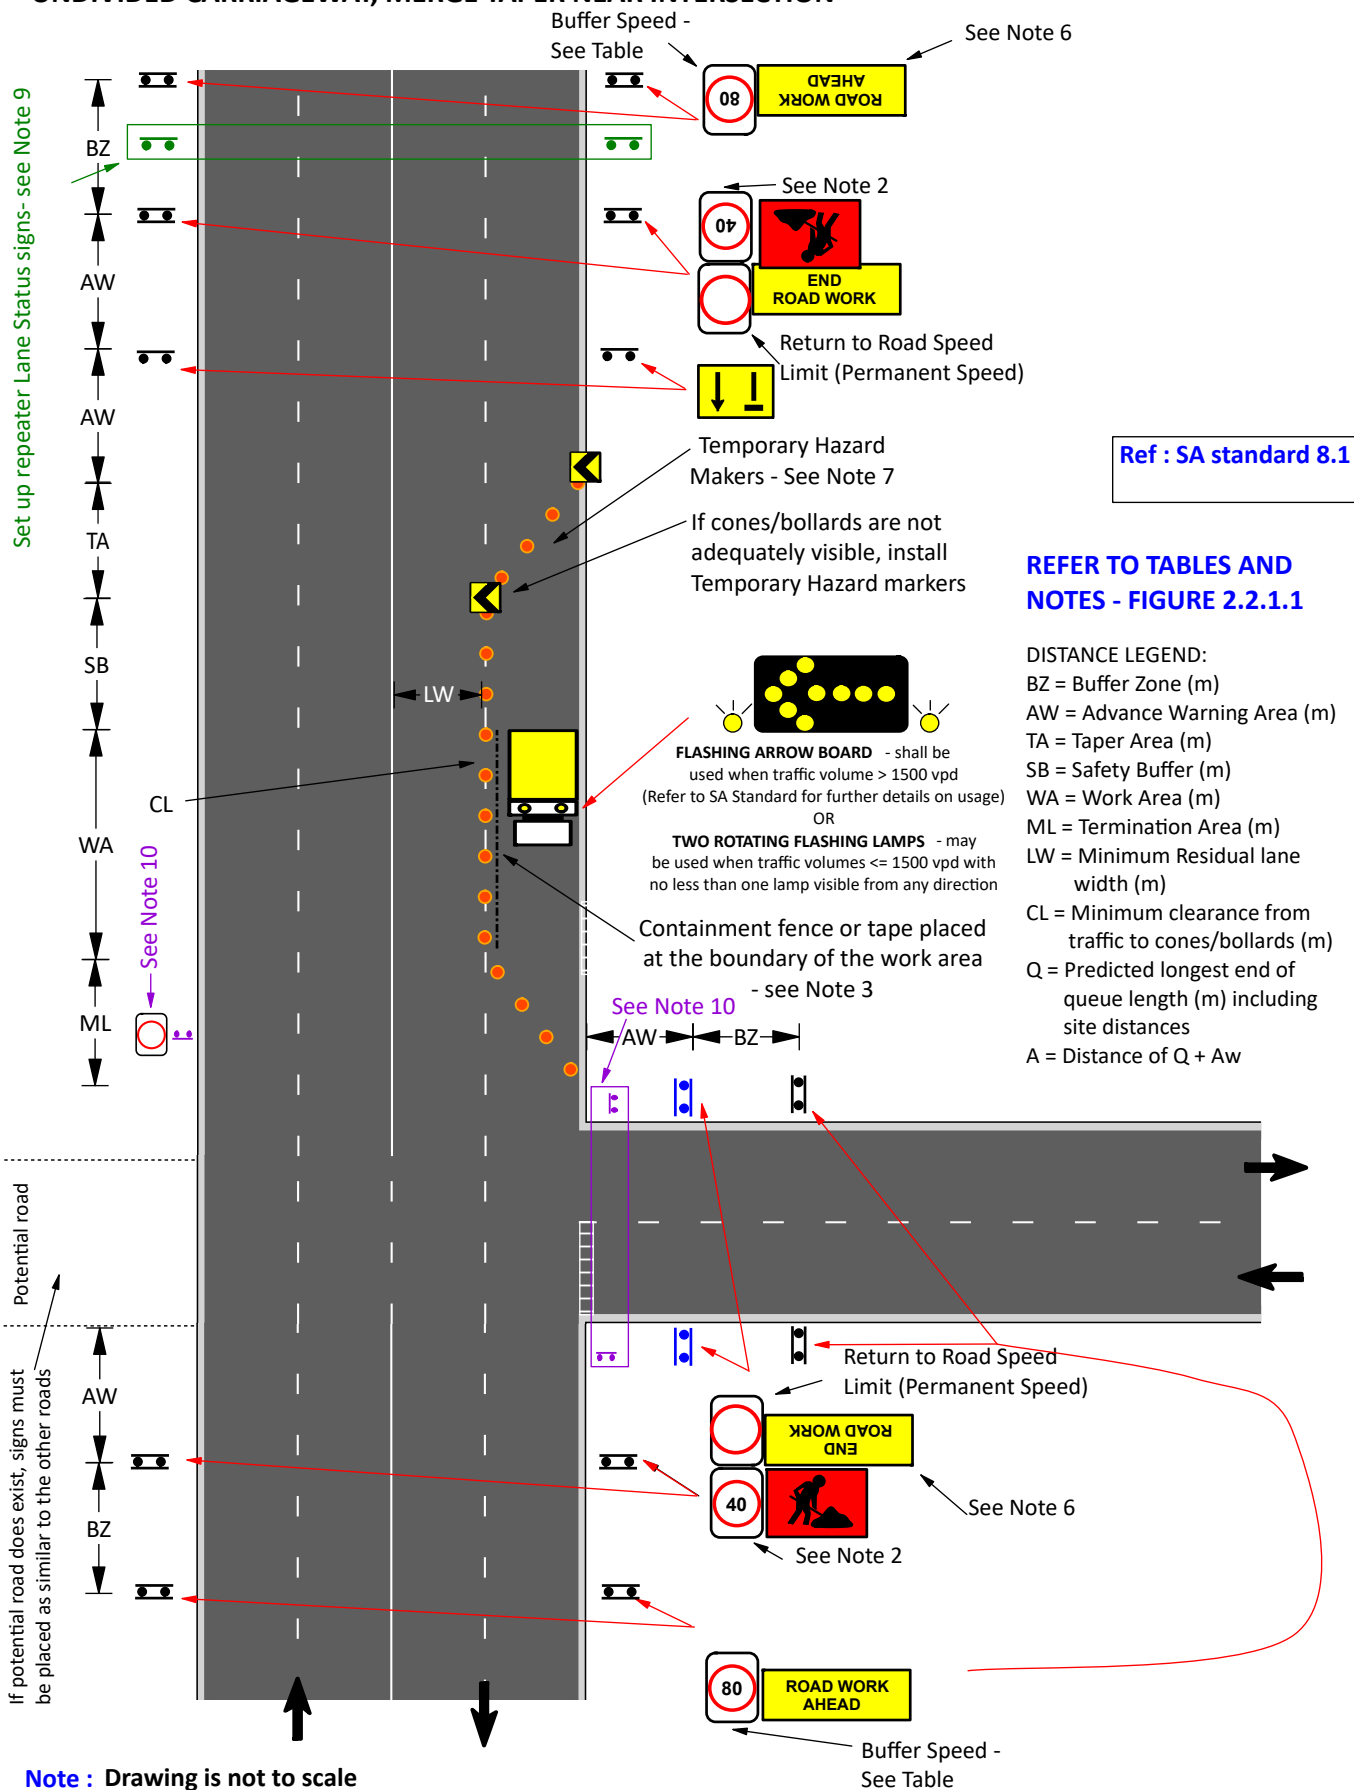 UNDIVIDED CARRIAGEWAY, MERGE TAPER NEAR INTERSECTION
Buffer Speed -
See Table
See Note 6
80
ROAD WORK
AHEAD
Set up repeater Lane Status signs- see Note 9
BZ
See Note 2
40
END
ROAD WORK
AW
Return to Road Speed
Limit (Permanent Speed)
AW
Temporary Hazard
Makers - See Note 7
Ref : SA standard 8.1
TA
If cones/bollards are not
adequately visible, install
Temporary Hazard markers
REFER TO TABLES AND
NOTES - FIGURE 2.2.1.1
SB
LW
DISTANCE LEGEND:
BZ = Buffer Zone (m)
AW = Advance Warning Area (m)
TA = Taper Area (m)
SB = Safety Buffer (m)
WA = Work Area (m)
ML = Termination Area (m)
LW = Minimum Residual lane
width (m)
CL = Minimum clearance from
traffic to cones/bollards (m)
Q = Predicted longest end of
queue length (m) including
site distances
A = Distance of Q + Aw
FLASHING ARROW BOARD - shall be
used when traffic volume > 1500 vpd
(Refer to SA Standard for further details on usage)
OR
TWO ROTATING FLASHING LAMPS - may
be used when traffic volumes <= 1500 vpd with
no less than one lamp visible from any direction
CL
WA
See Note 10
Containment fence or tape placed
at the boundary of the work area
- see Note 3
ML
See Note 10
AW
BZ
Potential road
If potential road does exist, signs must
be placed as similar to the other roads
AW
Return to Road Speed
Limit (Permanent Speed)
END
ROAD WORK
40
See Note 6
See Note 2
BZ
80
ROAD WORK
AHEAD
Buffer Speed -
See Table
Note : Drawing is not to scale